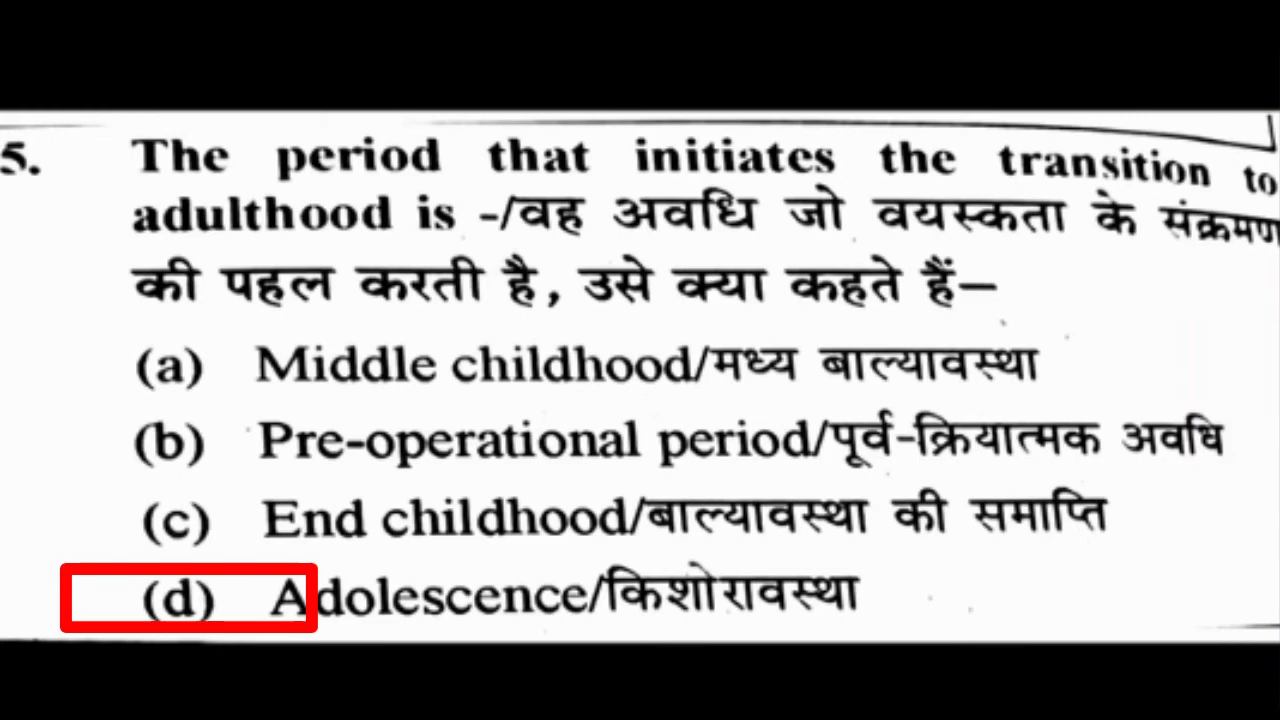 5. The period that initiates the transition to
adulthood is -/वह अवधि जो वयस्कता के संक्रमण
की पहल करती है, उसे क्या कहते हैं–
(a) Middle childhood/मध्य बाल्यावस्था
(b) Pre-operational period/पूर्व-क्रियात्मक अवधि
(c) End childhood/बाल्यावस्था की समाप्ति
(d) Adolescence/किशोरावस्था